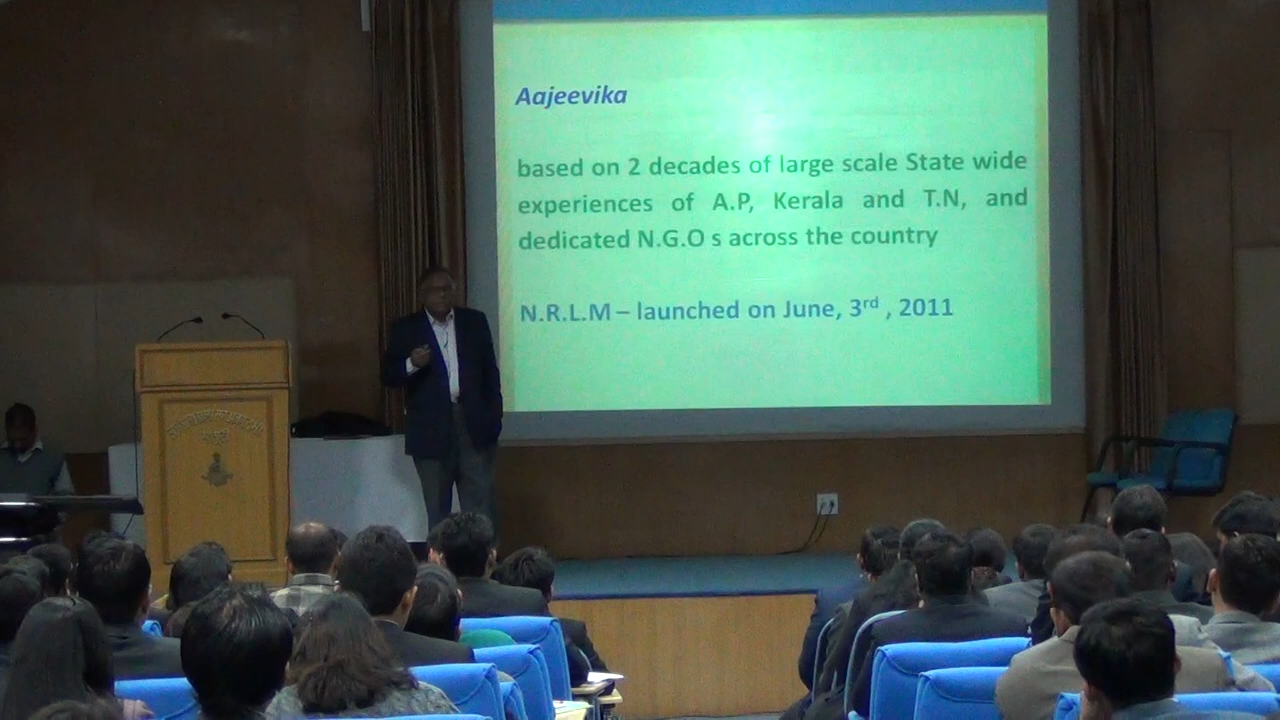 Aajeevika
based on 2 decades of large scale State wide
experiences of A.P, Kerala and T.N, and
dedicated N.G.O s across the country
N.R.L.M – launched on June, 3rd , 2011